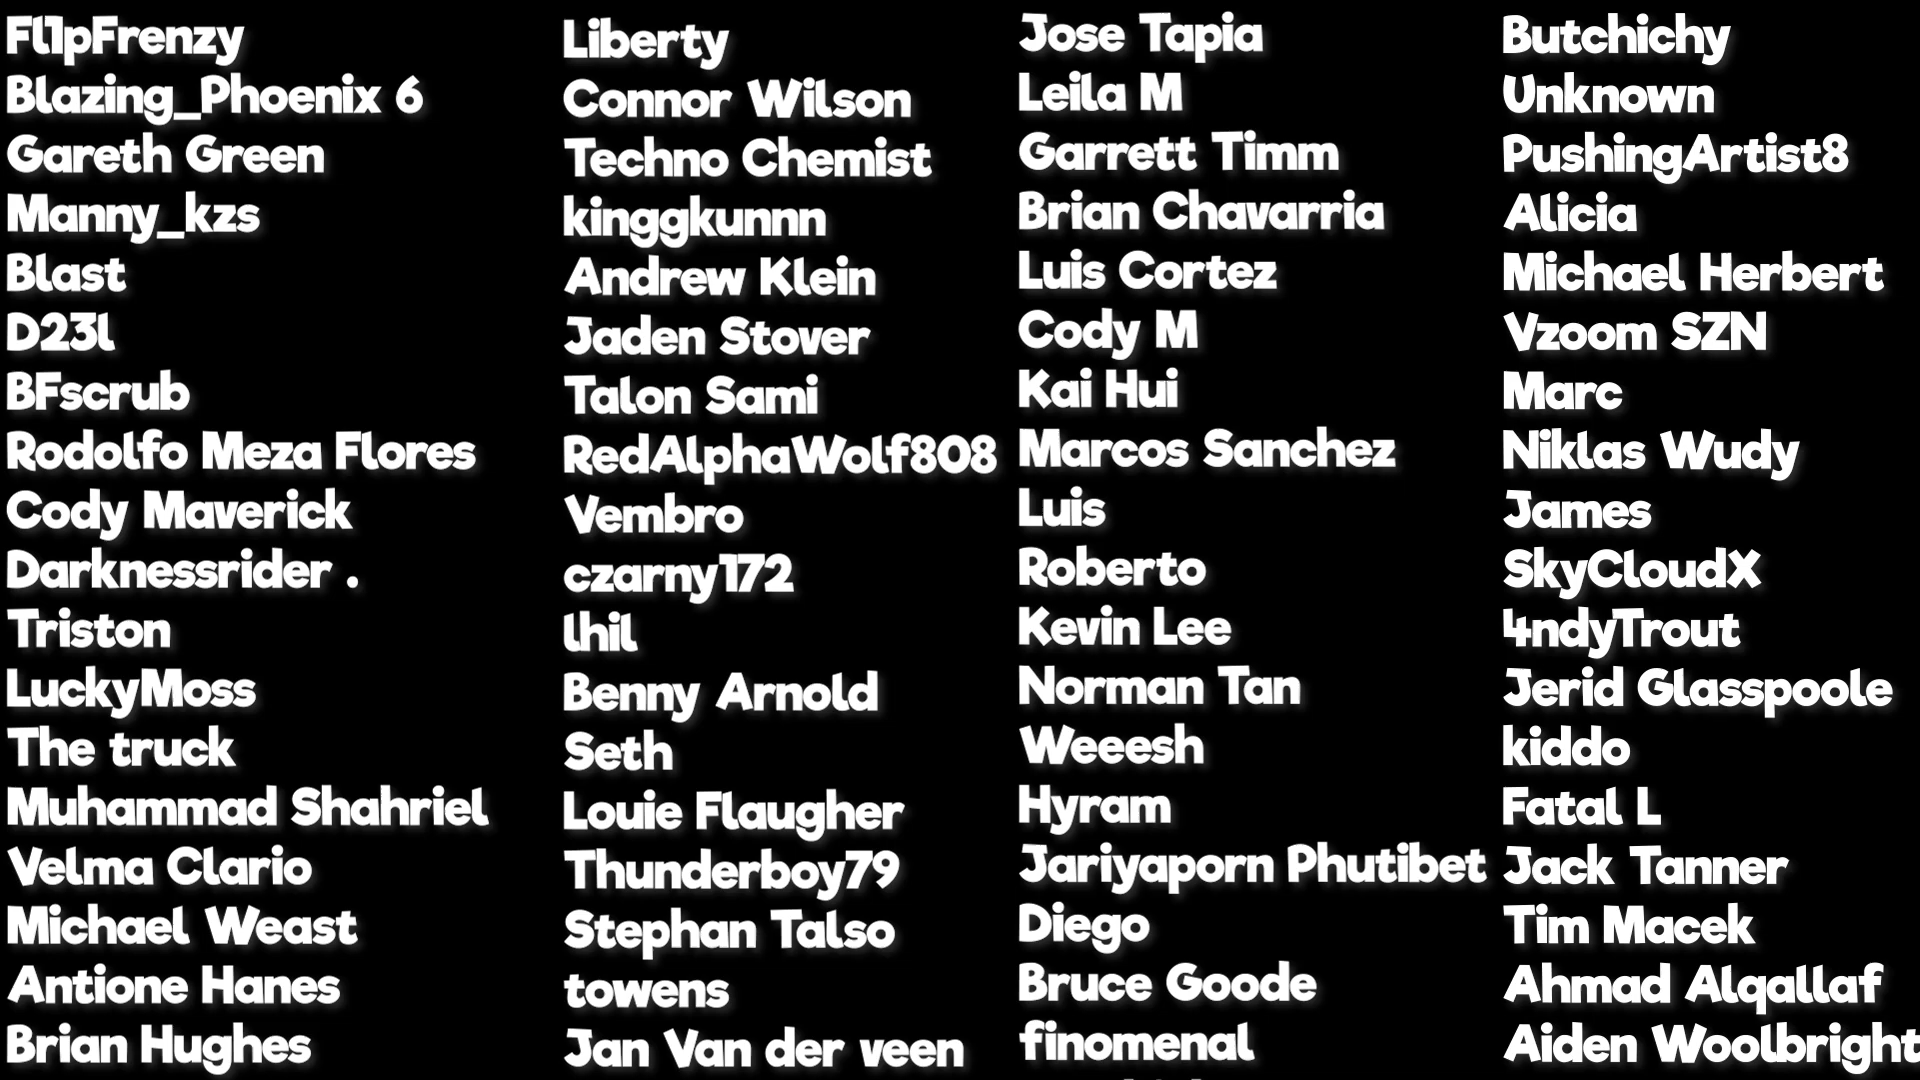 Fl1pFrenzy
Blazing_Phoenix 6
Gareth Green
Manny_kzs
Blast
D23l
BFscrub
Rodolfo Meza Flores
Cody Maverick
Darknessrider .
Triston
LuckyMoss
The truck
Muhammad Shahriel
Velma Clario
Michael Weast
Antione Hanes
Brian Hughes
Liberty
Connor Wilson
Techno Chemist
kinggkunnn
Andrew Klein
Jaden Stover
Talon Sami
RedAlphaWolf808
Vembro
czarny172
lhil
Benny Arnold
Seth
Louie Flaugher
Thunderboy79
Stephan Talso
towens
Jan Van der veen
Jose Tapia
Leila M
Garrett Timm
Brian Chavarria
Luis Cortez
Cody M
Kai Hui
Marcos Sanchez
Luis
Roberto
Kevin Lee
Norman Tan
Weeesh
Hyram
Jariyaporn Phutibet
Diego
Bruce Goode
finomenal
Butchichy
Unknown
PushingArtist8
Alicia
Michael Herbert
Vzoom SZN
Marc
Niklas Wudy
James
SkyCloudX
4ndyTrout
Jerid Glasspoole
kiddo
Fatal L
Jack Tanner
Tim Macek
Ahmad Alqallaf
Aiden Woolbright